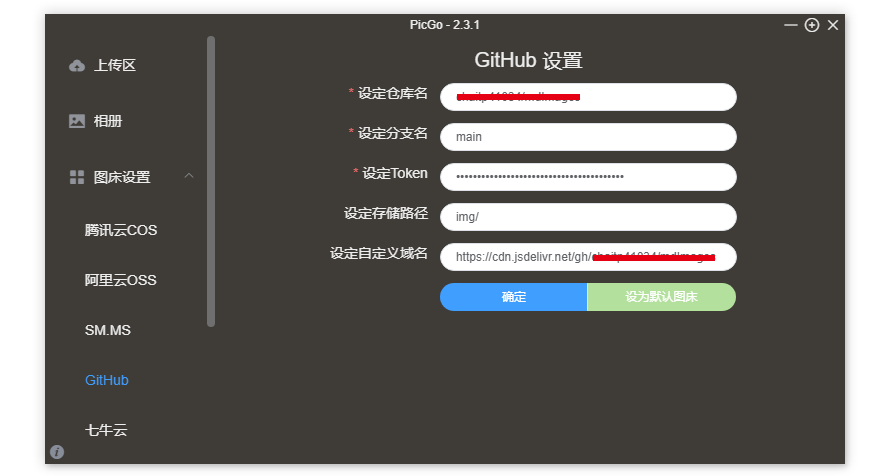 PicGo - 2.3.1
上传区
相册
图床设置
腾讯云COS
阿里云OSS
SM.MS
GitHub
七牛云
GitHub 设置
* 设定仓库名
* 设定分支名 main
* 设定Token ••••••••••••••••••••••••••••••••••••••••
设定存储路径 img/
设定自定义域名 https://cdn.jsdelivr.net/gh/
确定 设为默认图床